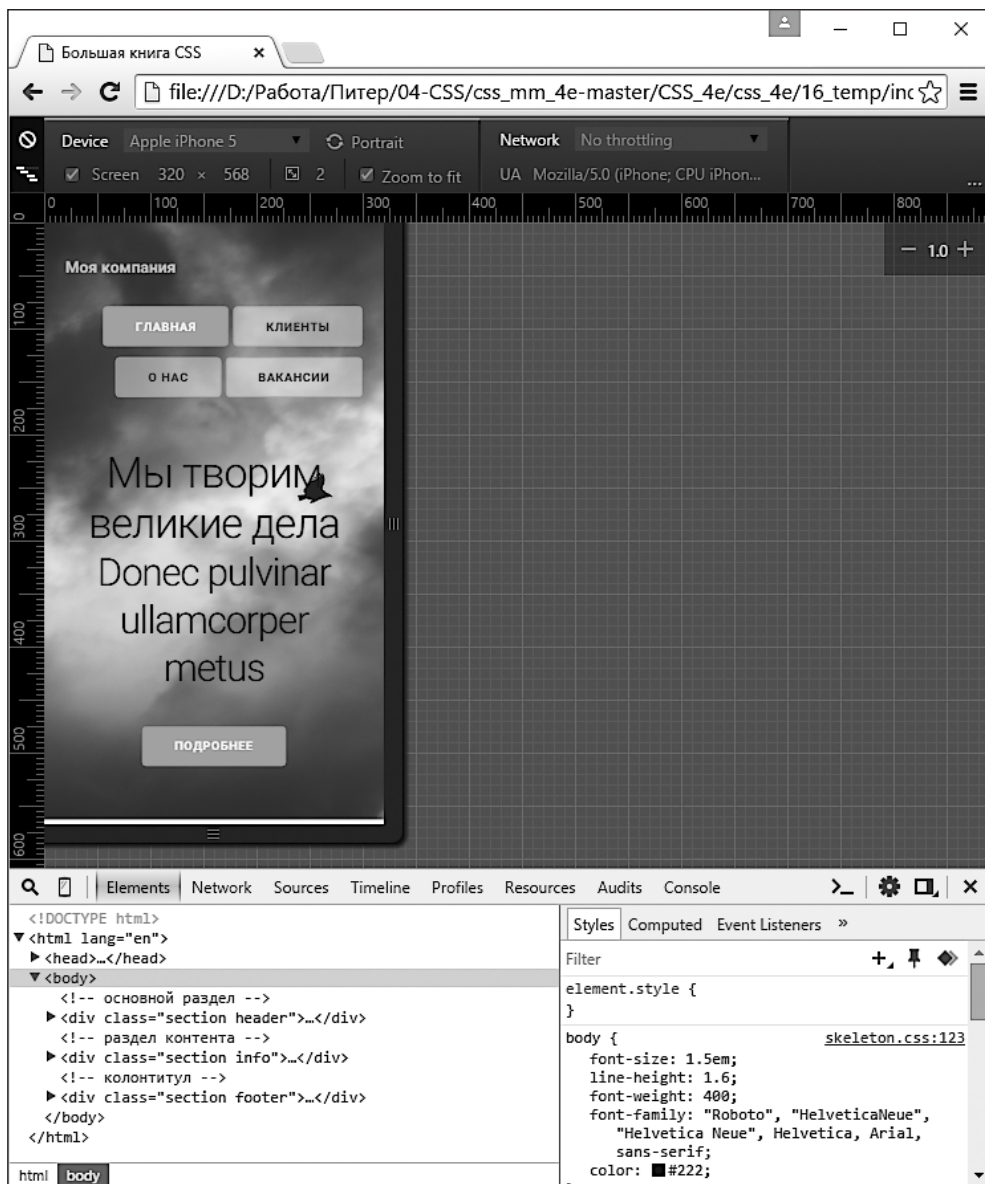 Большая книга CSS
file:///D:/Работа/Питер/04-CSS/css_mm_4e-master/CSS_4e/css_4e/16_temp/inc
Device Apple iPhone 5 Portrait Network No throttling
Screen 320 × 568 2 Zoom to fit UA Mozilla/5.0 (iPhone; CPU iPhon...
...
0 0 100 200 300 400 500 600 700 800
− 1.0 +
Моя компания
100
ГЛАВНАЯ КЛИЕНТЫ
О НАС ВАКАНСИИ
200
Мы творим
великие дела
300
Donec pulvinar
ullamcorper
400
metus
500
ПОДРОБНЕЕ
600
Elements Network Sources Timeline Profiles Resources Audits Console
<!DOCTYPE html>
<html lang="en">
<head>…</head>
<body>
<!-- основной раздел -->
<div class="section header">…</div>
<!-- раздел контента -->
<div class="section info">…</div>
<!-- колонтитул -->
<div class="section footer">…</div>
</body>
</html>
html body
Styles Computed Event Listeners »
Filter
element.style {
}
body { skeleton.css:123
font-size: 1.5em;
line-height: 1.6;
font-weight: 400;
font-family: "Roboto", "HelveticaNeue",
"Helvetica Neue", Helvetica, Arial,
sans-serif;
color: #222;